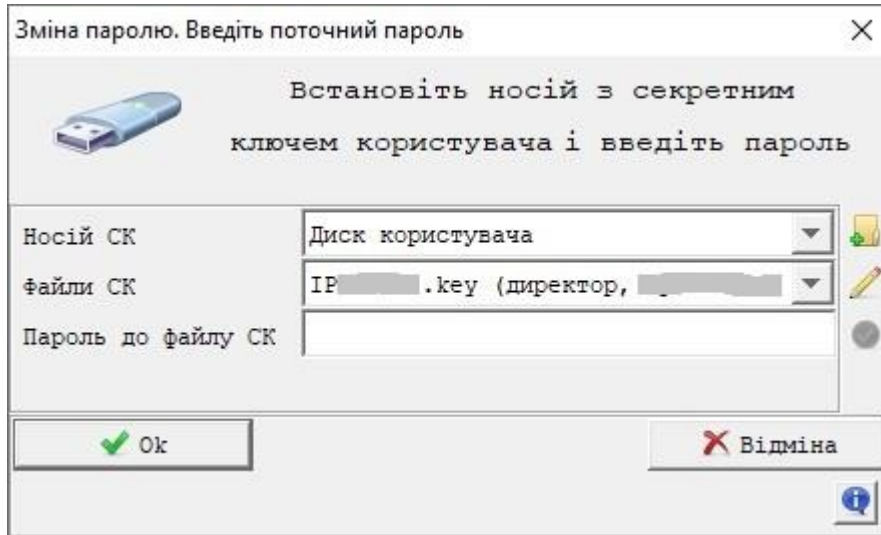 Зміна паролю. Введіть поточний пароль
Встановіть носій з секретним
ключем користувача і введіть пароль
Носій СК
Диск користувача
Файли СК
IP .key (директор,
Пароль до файлу СК
Ok
Відміна